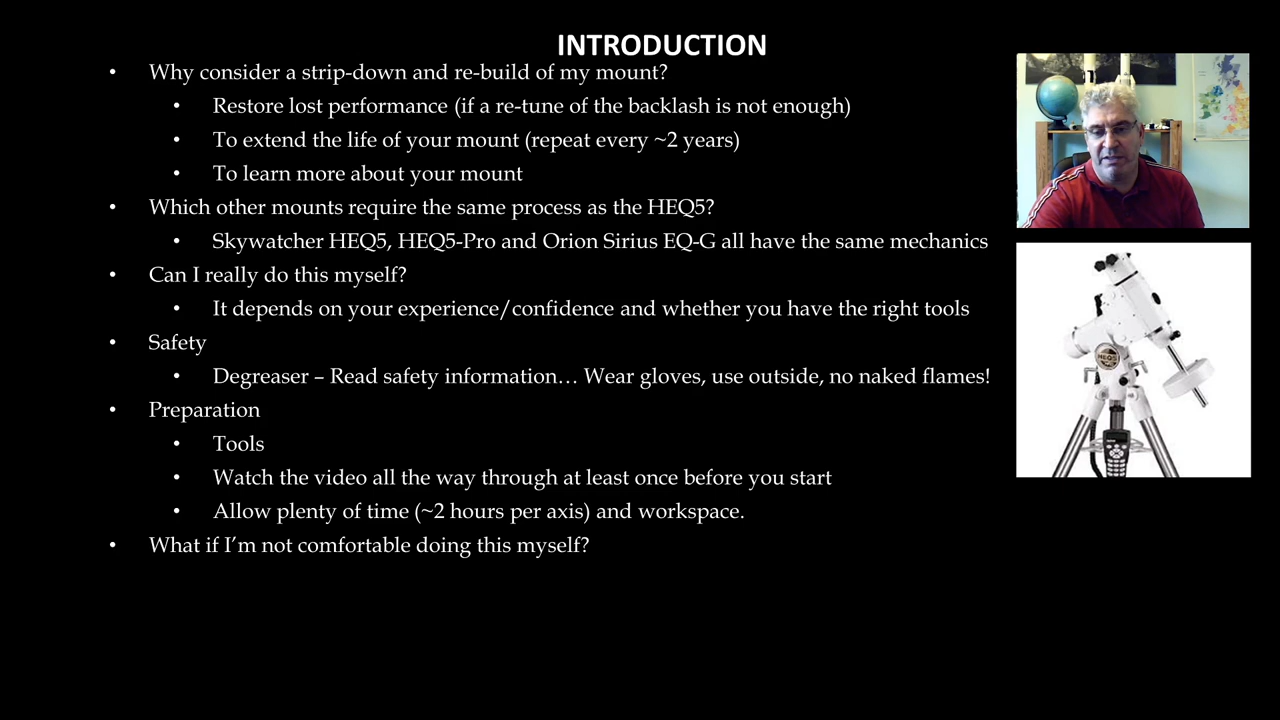 INTRODUCTION
• Why consider a strip-down and re-build of my mount?
• Restore lost performance (if a re-tune of the backlash is not enough)
• To extend the life of your mount (repeat every ~2 years)
• To learn more about your mount
• Which other mounts require the same process as the HEQ5?
• Skywatcher HEQ5, HEQ5-Pro and Orion Sirius EQ-G all have the same mechanics
• Can I really do this myself?
• It depends on your experience/confidence and whether you have the right tools
• Safety
• Degreaser – Read safety information… Wear gloves, use outside, no naked flames!
• Preparation
• Tools
• Watch the video all the way through at least once before you start
• Allow plenty of time (~2 hours per axis) and workspace.
• What if I’m not comfortable doing this myself?
HEQ5